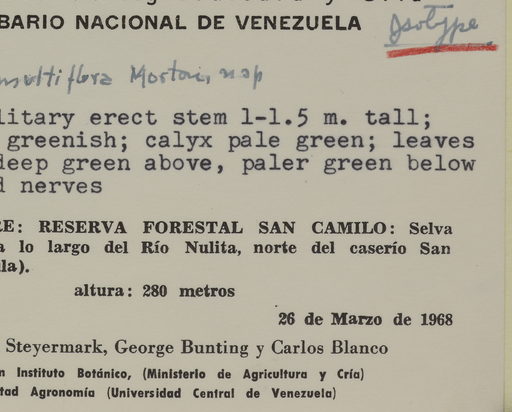 BARIO NACIONAL DE VENEZUELA
Isotype
multiflora Morton, n sp
litary erect stem 1-1.5 m. tall;
greenish; calyx pale green; leaves
deep green above, paler green below
d nerves
RE: RESERVA FORESTAL SAN CAMILO: Selva
a lo largo del Río Nulita, norte del caserío San
la).
altura: 280 metros
26 de Marzo de 1968
Steyermark, George Bunting y Carlos Blanco
n Instituto Botánico, (Ministerio de Agricultura y Cría)
tad Agronomía (Universidad Central de Venezuela)